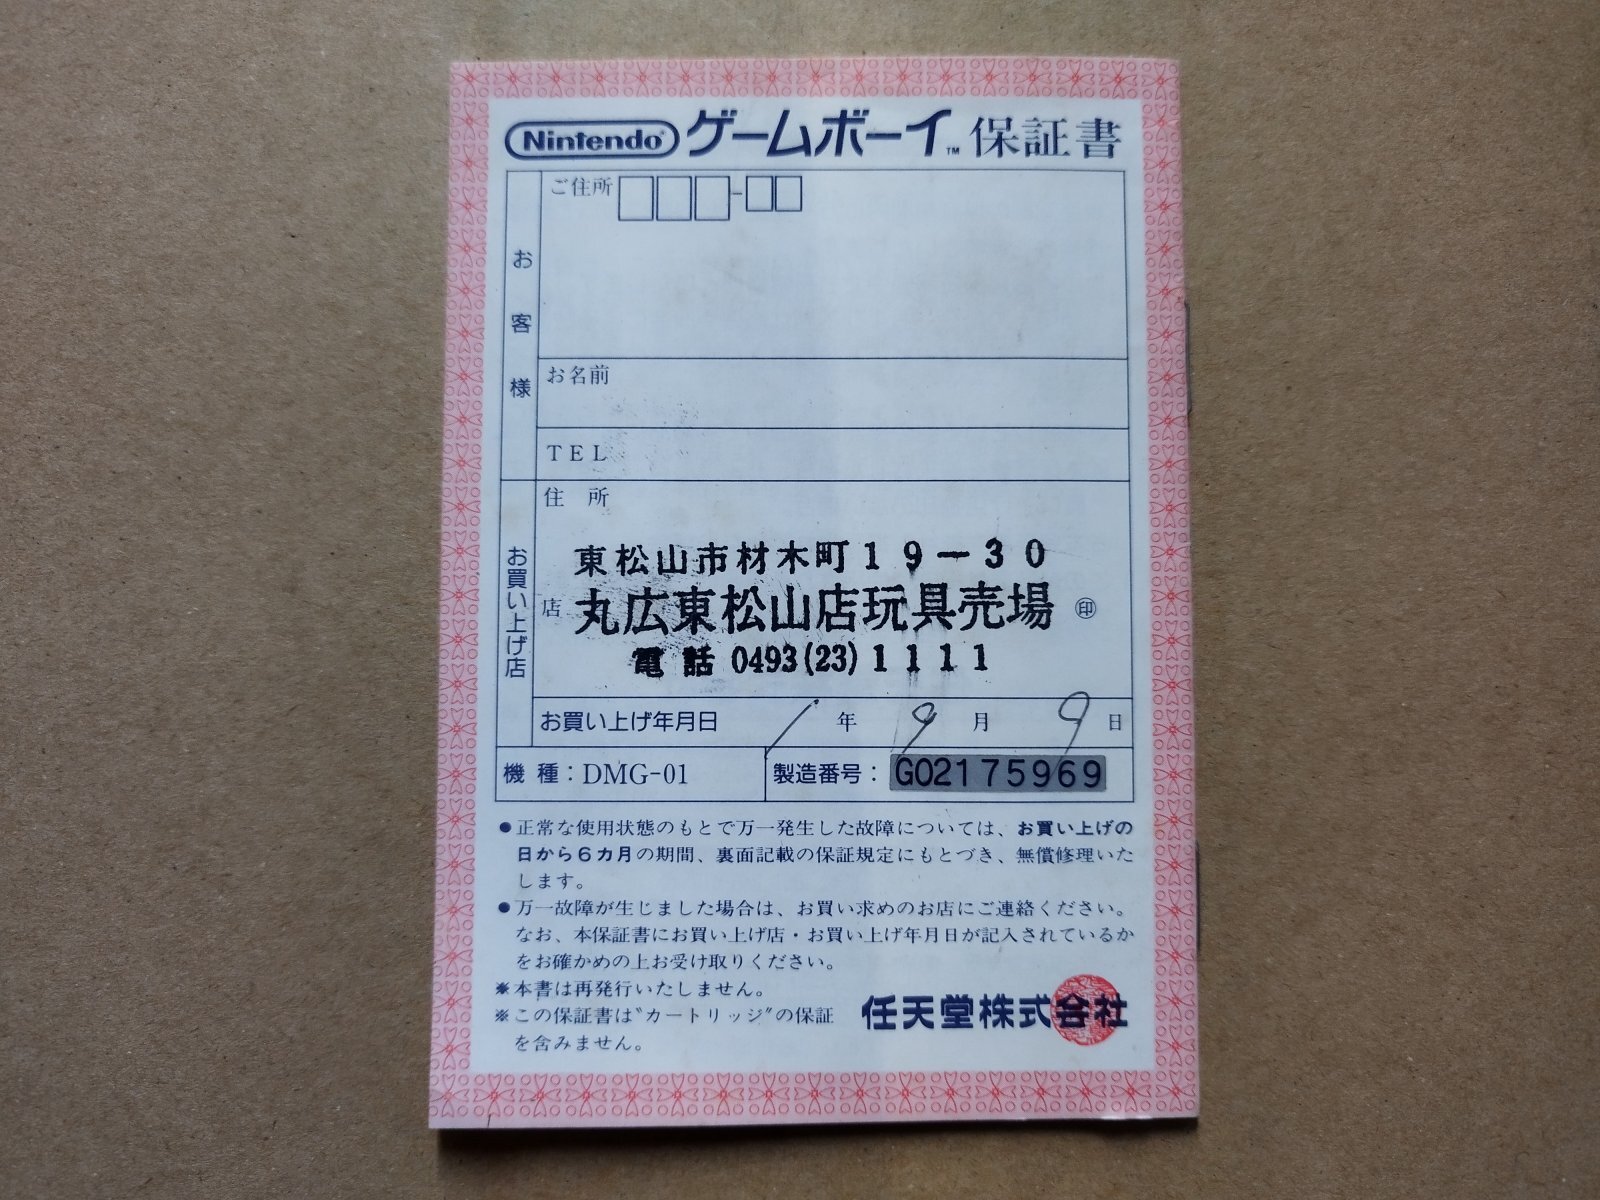 Nintendo ゲームボーイ™ 保証書
お客様
ご住所 -
お名前
TEL
お買い上げ店
住 所
東松山市材木町19-30
店 丸広東松山店玩具売場 ㊞
電話 0493(23)1111
お買い上げ年月日 1年 9月 9日
機 種:DMG-01 製造番号:G02175969
●正常な使用状態のもとで万一発生した故障については、お買い上げの
日から6カ月の期間、裏面記載の保証規定にもとづき、無償修理いた
します。
●万一故障が生じました場合は、お買い求めのお店にご連絡ください。
なお、本保証書にお買い上げ店・お買い上げ年月日が記入されているか
をお確かめの上お受け取りください。
※本書は再発行いたしません。
※この保証書は〝カートリッジ〟の保証
を含みません。
任天堂株式会社